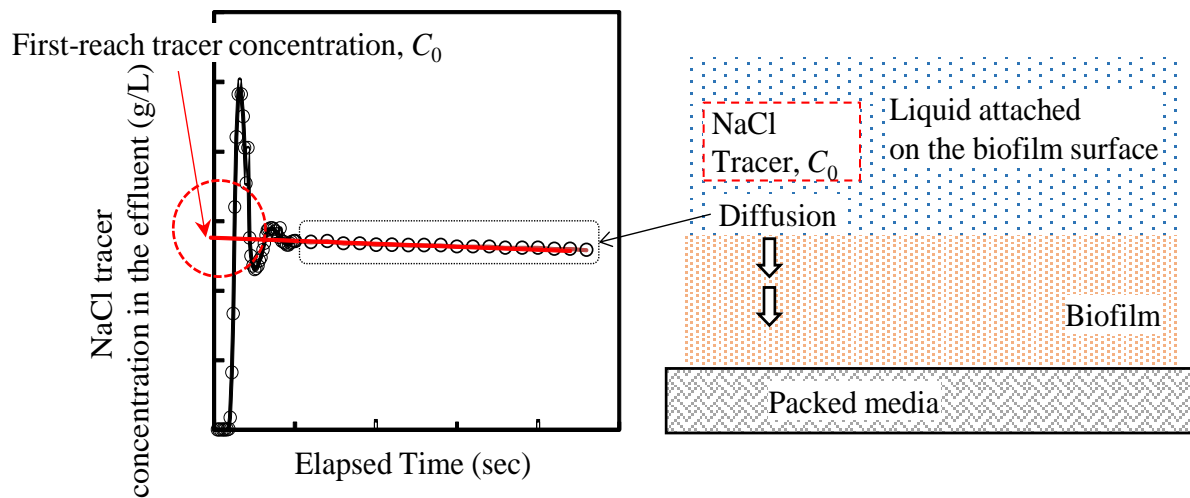 First-reach tracer concentration, C0
NaCl tracer
concentration in the effluent (g/L)
Elapsed Time (sec)
NaCl
Tracer, C0
Liquid attached
on the biofilm surface
Diffusion
Biofilm
Packed media